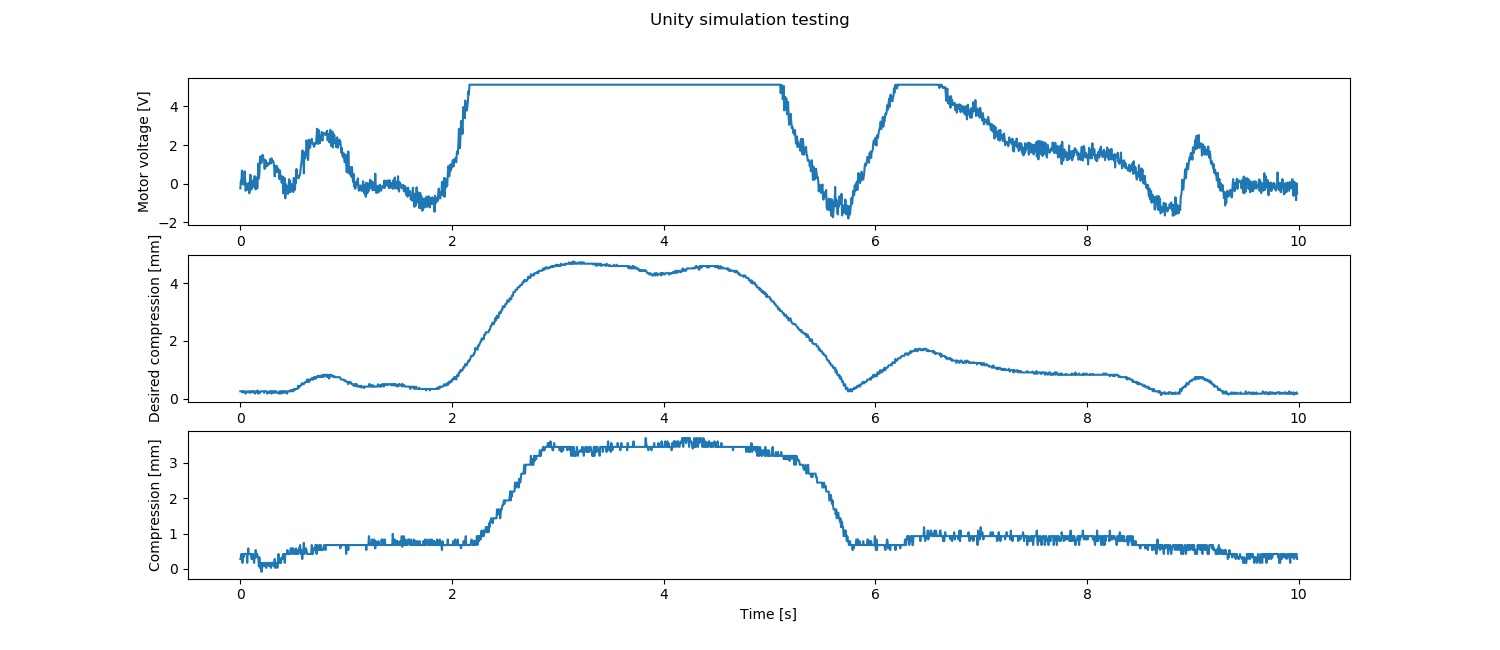 Unity simulation testing
Motor voltage [V]
4
2
0
−2
0 2 4 6 8 10
Desired compression [mm]
4
2
0
0 2 4 6 8 10
Compression [mm]
3
2
1
0
0 2 4 6 8 10
Time [s]